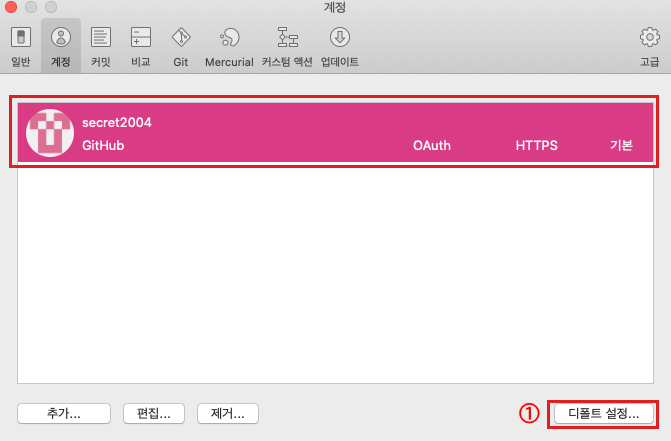 계정
일반 계정 커밋 비교 Git Mercurial 커스텀 액션 업데이트 고급
secret2004
GitHub OAuth HTTPS 기본
추가... 편집... 제거... ① 디폴트 설정...